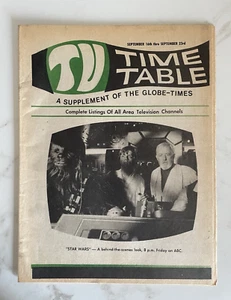 SEPTEMBER 16th thru SEPTEMBER 23rd
TV
TIME
TABLE
A SUPPLEMENT OF THE GLOBE-TIMES
Complete Listings Of All Area Television Channels
"STAR WARS" — A behind-the-scenes look, 8 p.m. Friday on ABC